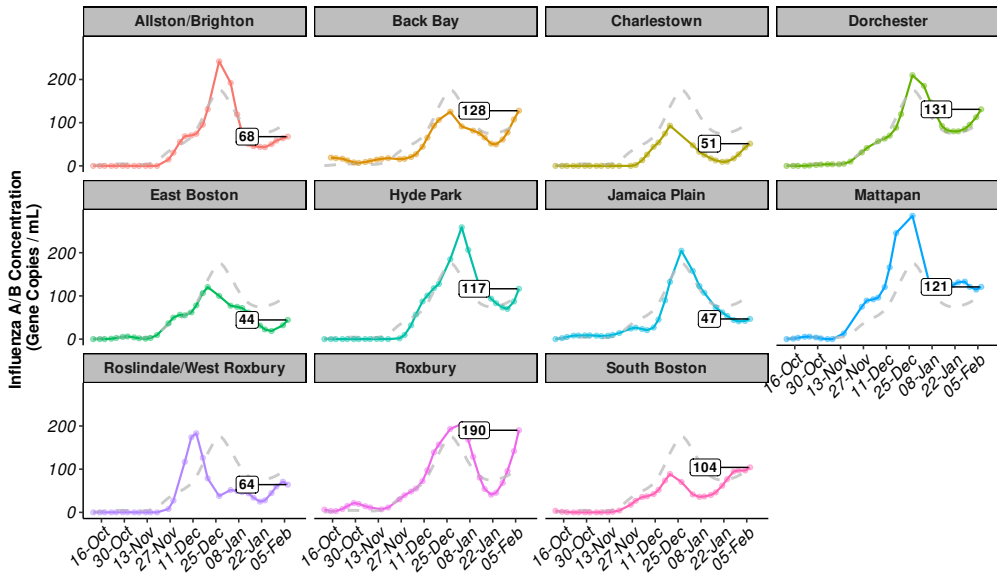 Allston/Brighton Back Bay Charlestown Dorchester
200
100
0
68 128 51 131
East Boston Hyde Park Jamaica Plain Mattapan
Influenza A/B Concentration
(Gene Copies / mL)
200
100
0
44 117 47 121
16-Oct 30-Oct 13-Nov 27-Nov 11-Dec 25-Dec 08-Jan 22-Jan 05-Feb
Roslindale/West Roxbury Roxbury South Boston
200
100
0
64 190 104
16-Oct 30-Oct 13-Nov 27-Nov 11-Dec 25-Dec 08-Jan 22-Jan 05-Feb 16-Oct 30-Oct 13-Nov 27-Nov 11-Dec 25-Dec 08-Jan 22-Jan 05-Feb 16-Oct 30-Oct 13-Nov 27-Nov 11-Dec 25-Dec 08-Jan 22-Jan 05-Feb